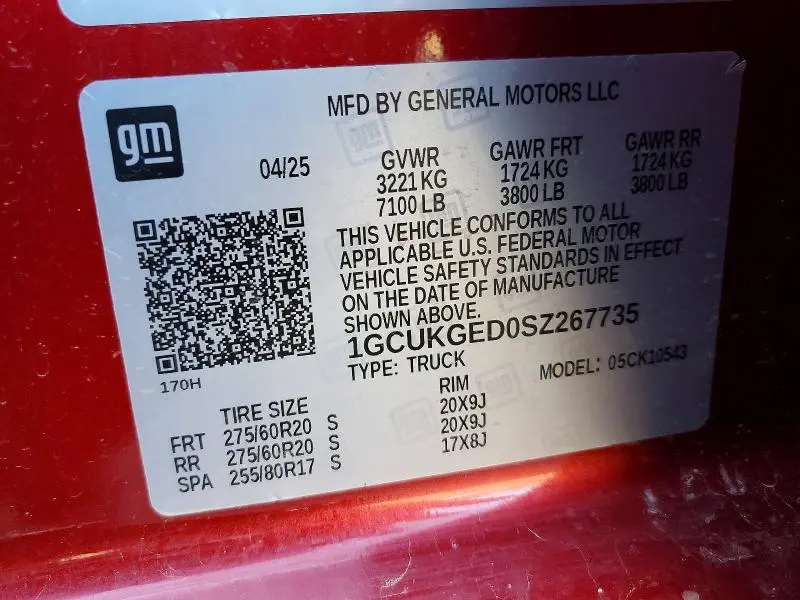 gm
MFD BY GENERAL MOTORS LLC
04/25
GVWR GAWR FRT GAWR RR
3221 KG 1724 KG 1724 KG
7100 LB 3800 LB 3800 LB
THIS VEHICLE CONFORMS TO ALL
APPLICABLE U.S. FEDERAL MOTOR
VEHICLE SAFETY STANDARDS IN EFFECT
ON THE DATE OF MANUFACTURE
SHOWN ABOVE.
1GCUKGED0SZ267735
TYPE: TRUCK MODEL: 05CK10543
170H
TIRE SIZE RIM
FRT 275/60R20 S 20X9J
RR 275/60R20 S 20X9J
SPA 255/80R17 S 17X8J